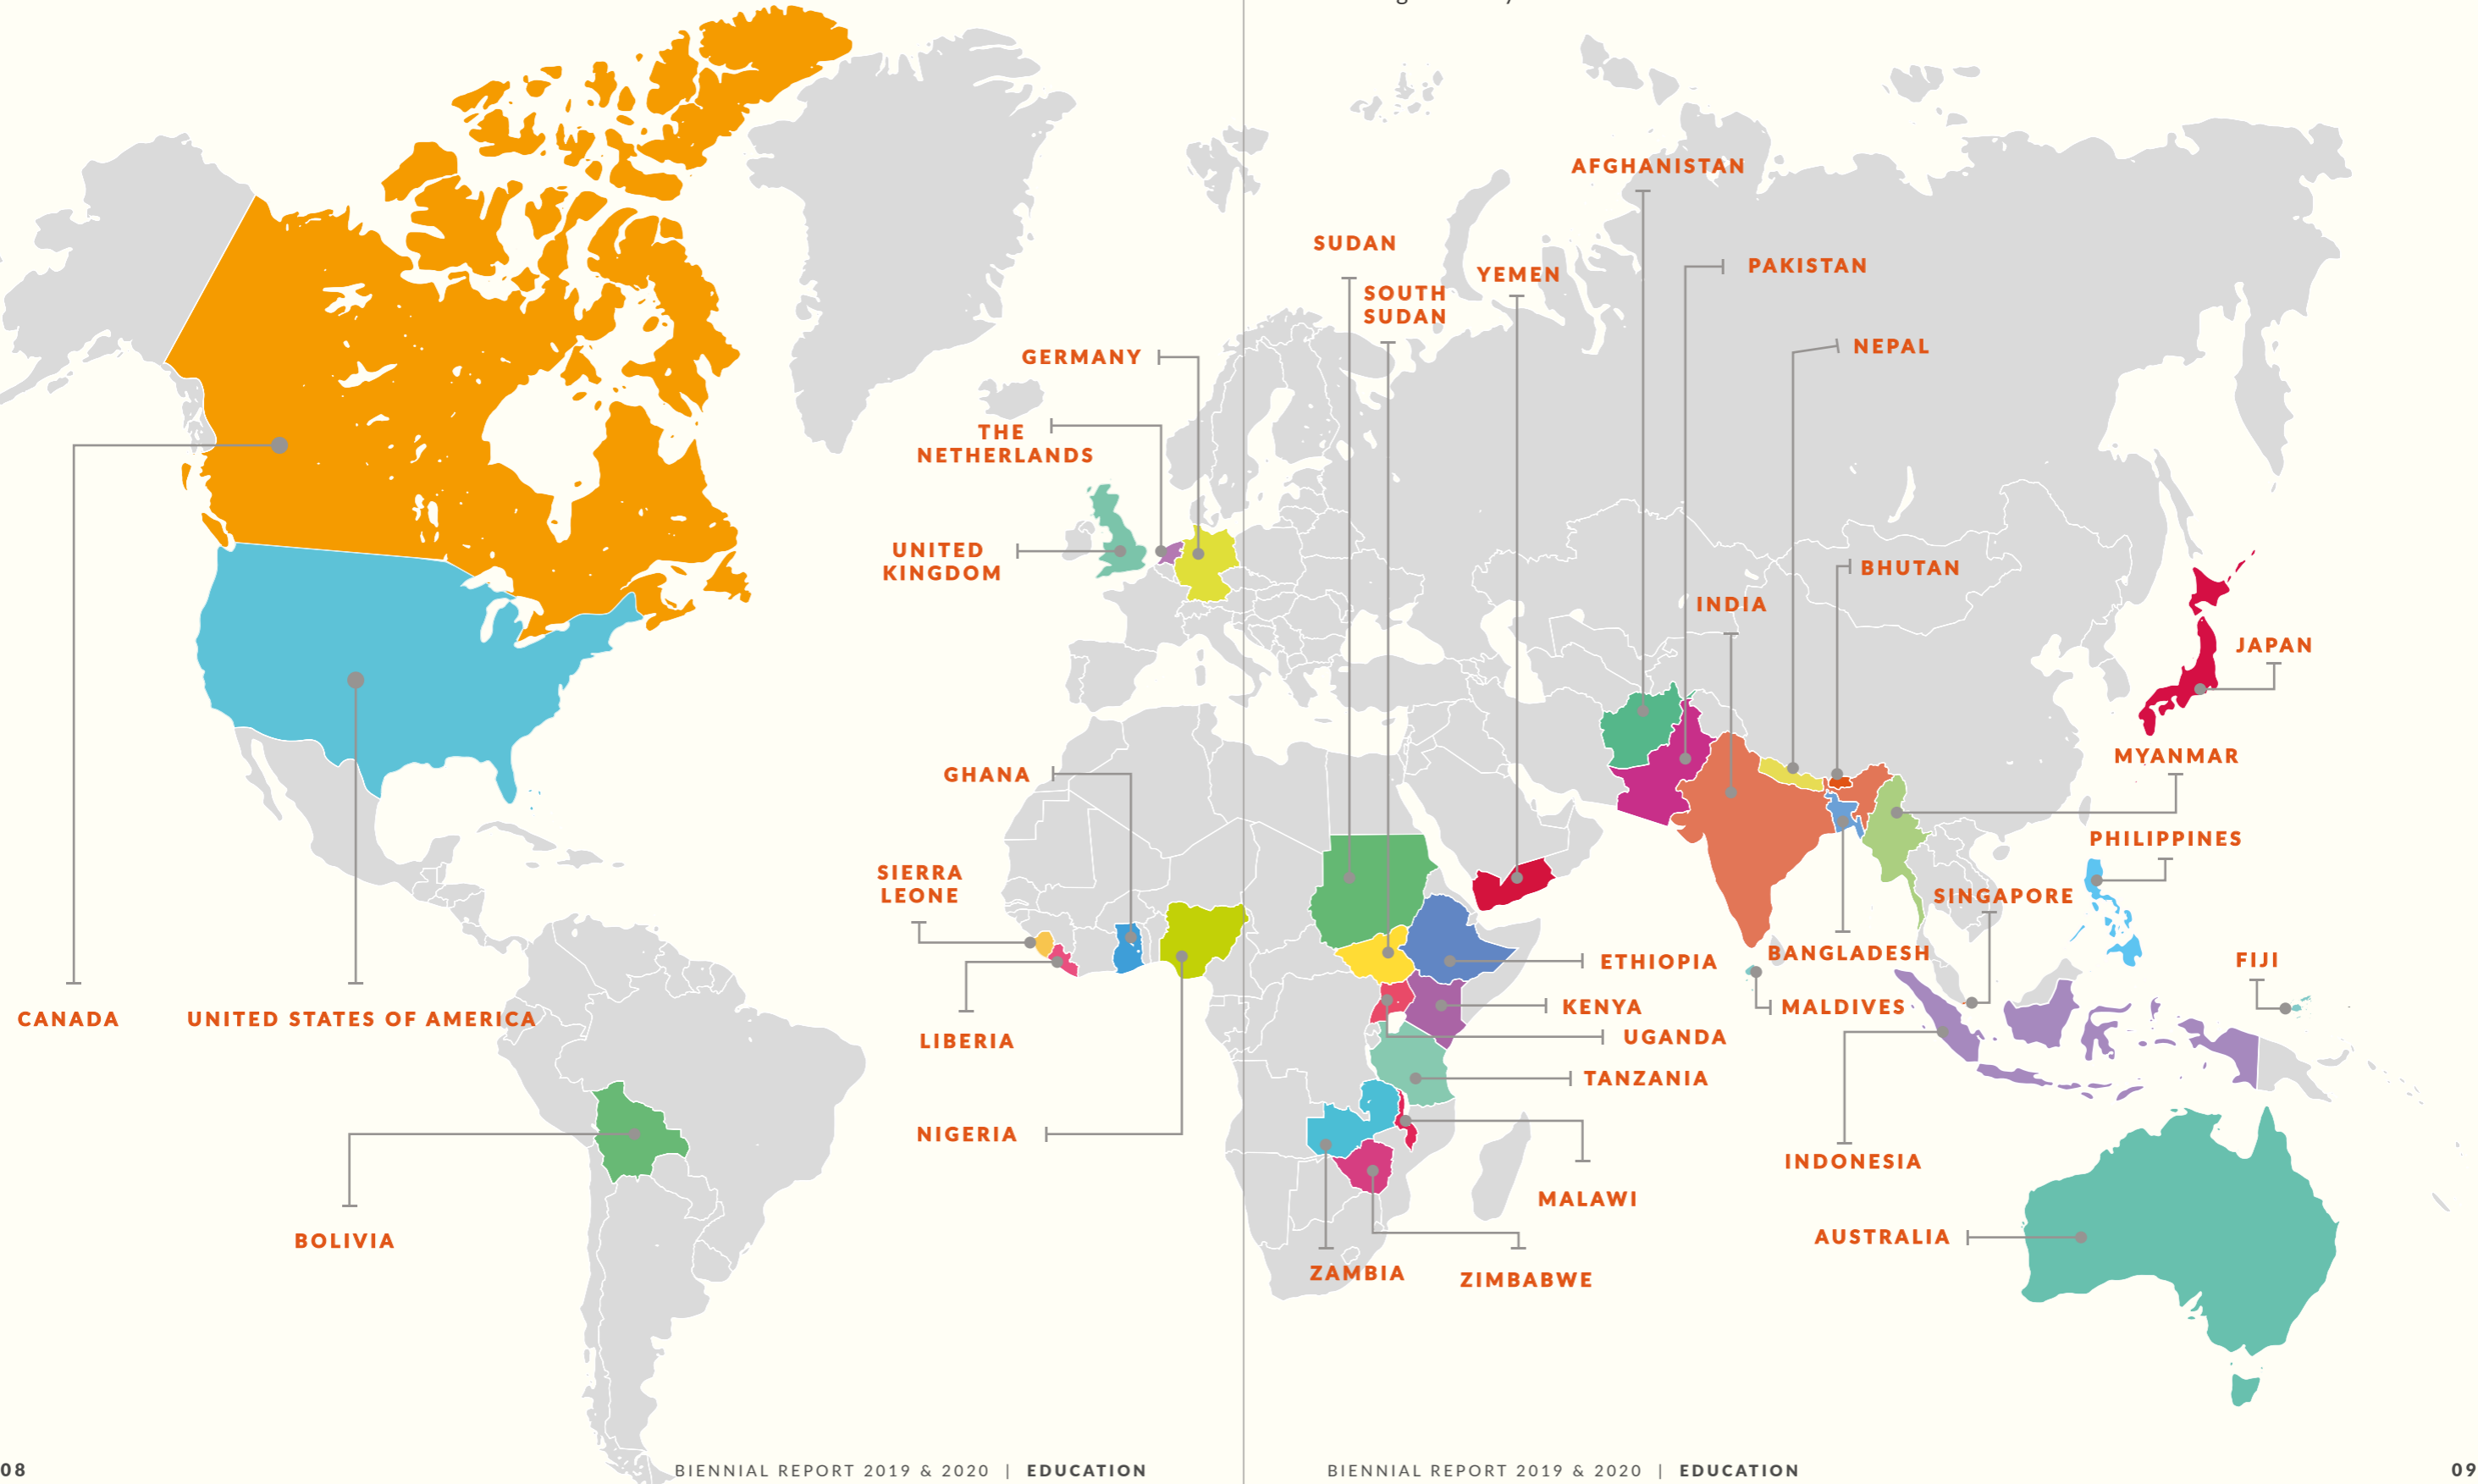 AFGHANISTAN
SUDAN
PAKISTAN
YEMEN
SOUTH
SUDAN
NEPAL
GERMANY
THE
NETHERLANDS
UNITED
KINGDOM
BHUTAN
INDIA
JAPAN
MYANMAR
GHANA
PHILIPPINES
SIERRA
LEONE
SINGAPORE
BANGLADESH
FIJI
ETHIOPIA
KENYA
MALDIVES
CANADA
UNITED STATES OF AMERICA
UGANDA
LIBERIA
TANZANIA
NIGERIA
INDONESIA
MALAWI
AUSTRALIA
BOLIVIA
ZAMBIA
ZIMBABWE
08
BIENNIAL REPORT 2019 & 2020 | EDUCATION
BIENNIAL REPORT 2019 & 2020 | EDUCATION
09